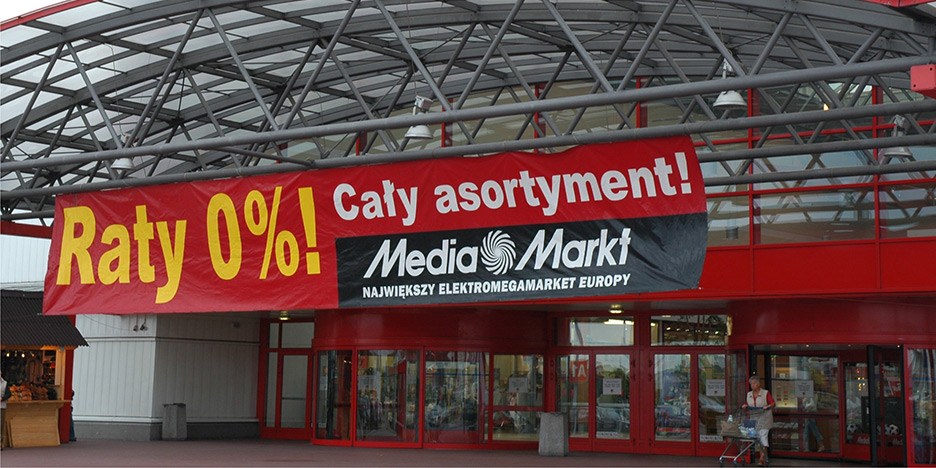 Raty 0%!
Cały asortyment!
Media Markt
NAJWIĘKSZY ELEKTROMEGAMARKET EUROPY